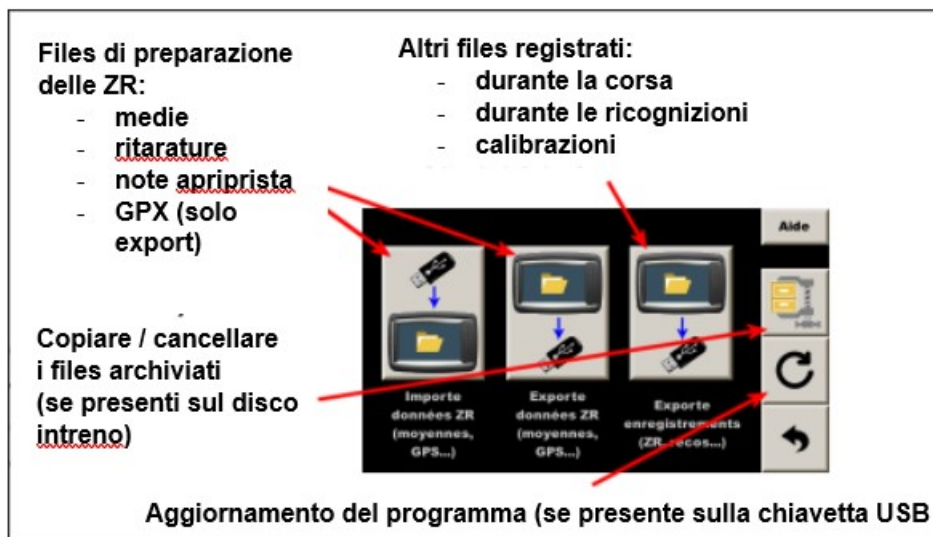 Files di preparazione
delle ZR:
- medie
- ritarature
- note apriprista
- GPX (solo
export)
Altri files registrati:
- durante la corsa
- durante le ricognizioni
- calibrazioni
Aide
Copiare / cancellare
i files archiviati
(se presenti sul disco
intreno)
Importe
données ZR
(moyennes,
GPS...)
Exporte
données ZR
(moyennes,
GPS...)
Exporte
enregistrements
(ZR, recos...)
Aggiornamento del programma (se presente sulla chiavetta USB